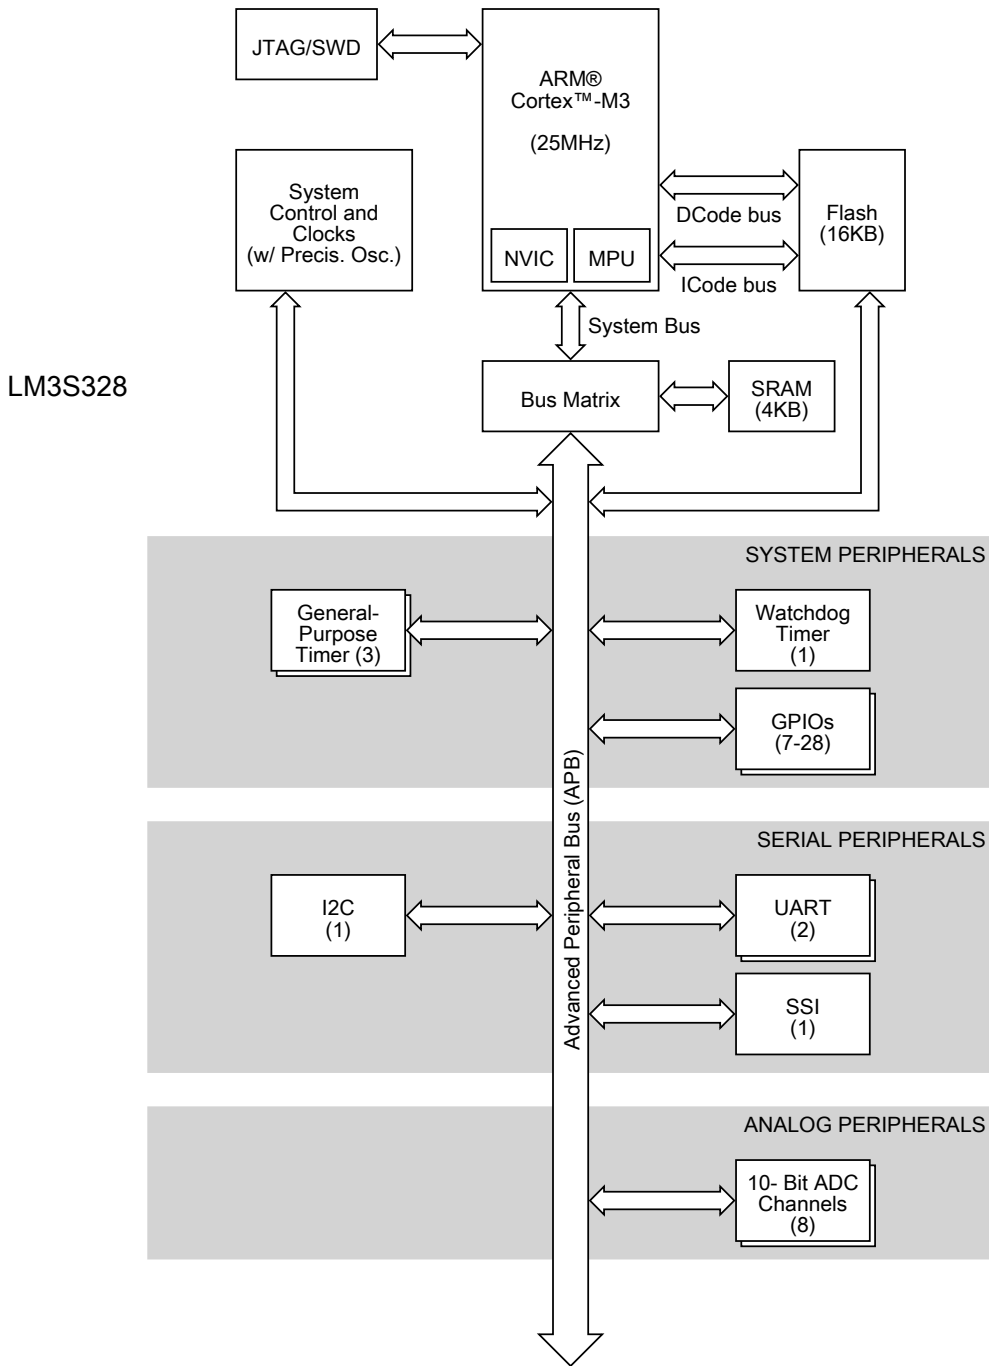 JTAG/SWD
ARM®
Cortex™-M3
(25MHz)
NVIC
MPU
System
Control and
Clocks
(w/ Precis. Osc.)
DCode bus
ICode bus
Flash
(16KB)
System Bus
LM3S328
Bus Matrix
SRAM
(4KB)
SYSTEM PERIPHERALS
General-
Purpose
Timer (3)
Watchdog
Timer
(1)
GPIOs
(7-28)
Advanced Peripheral Bus (APB)
SERIAL PERIPHERALS
I2C
(1)
UART
(2)
SSI
(1)
ANALOG PERIPHERALS
10- Bit ADC
Channels
(8)